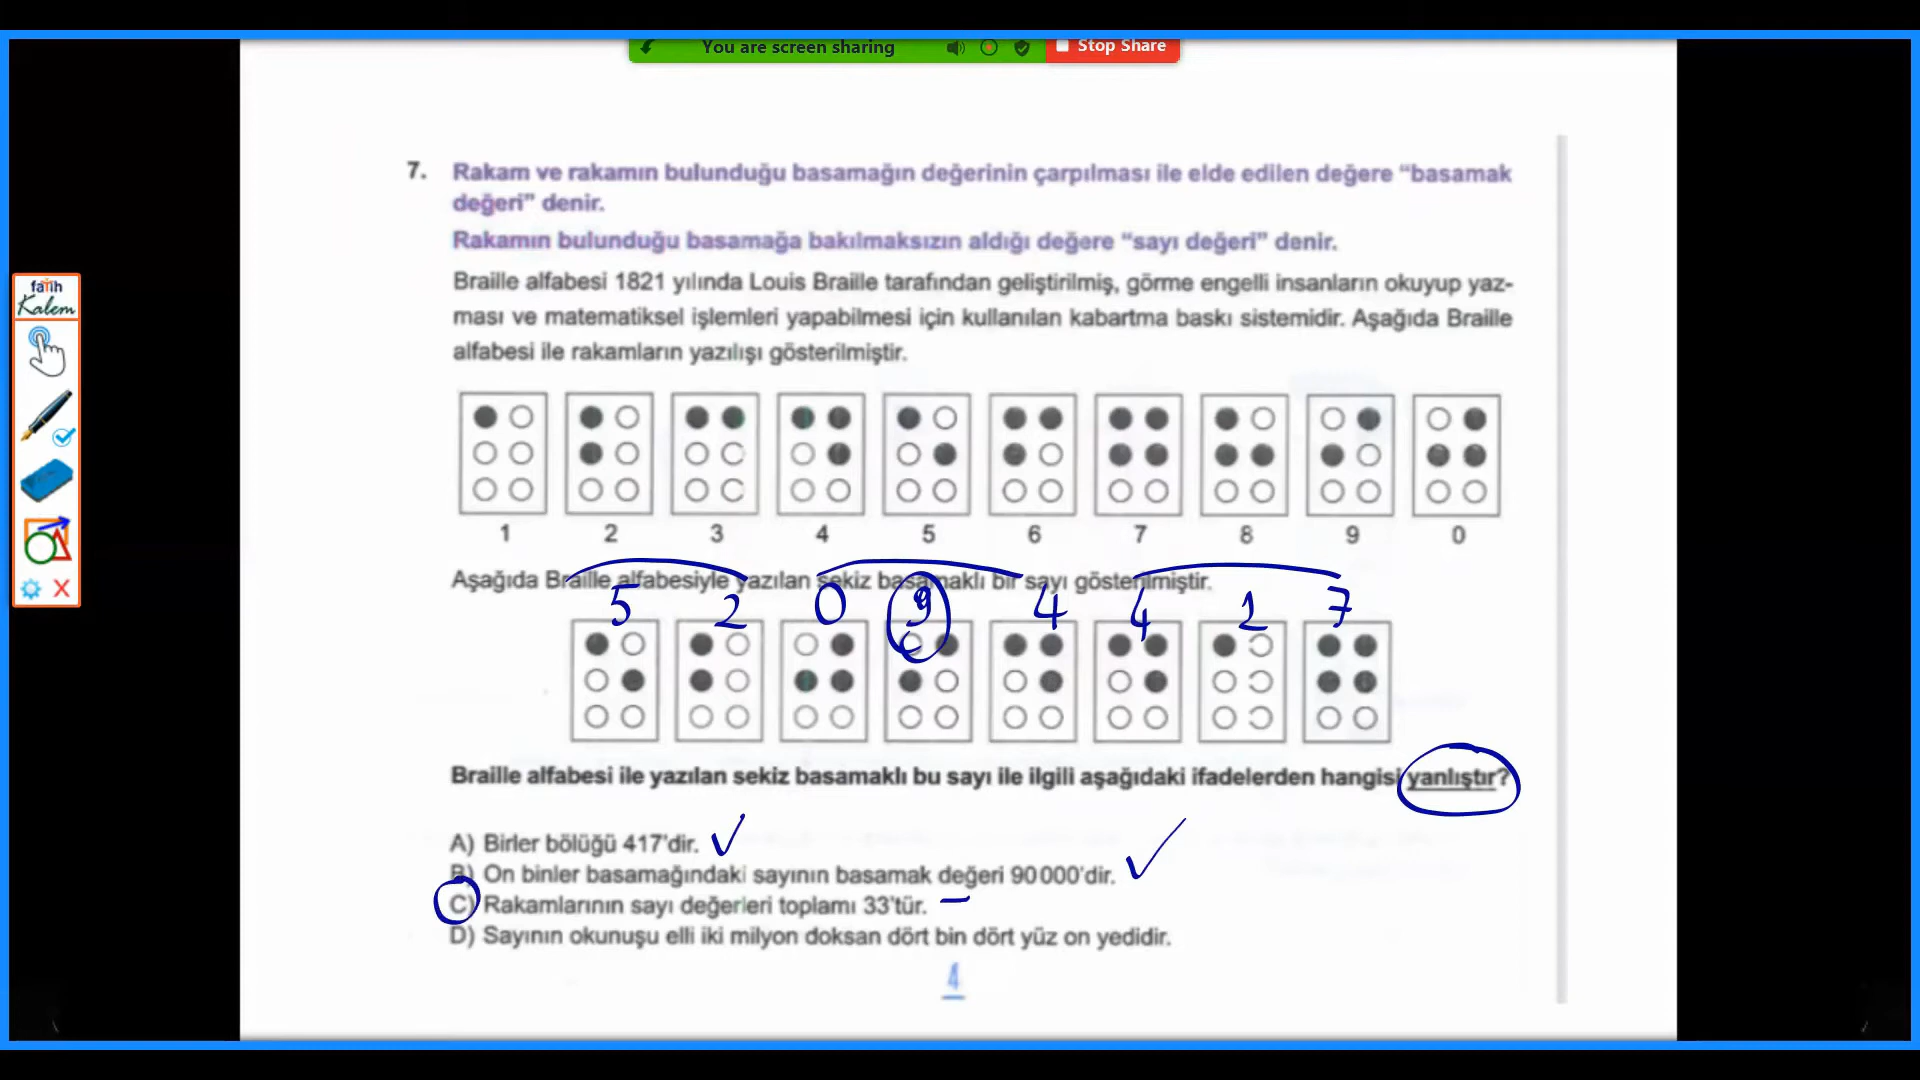 You are screen sharing
Stop Share
fatih
Kalem
7. Rakam ve rakamın bulunduğu basamağın değerinin çarpılması ile elde edilen değere “basamak
değeri” denir.
Rakamın bulunduğu basamağa bakılmaksızın aldığı değere “sayı değeri” denir.
Braille alfabesi 1821 yılında Louis Braille tarafından geliştirilmiş, görme engelli insanların okuyup yaz-
ması ve matematiksel işlemleri yapabilmesi için kullanılan kabartma baskı sistemidir. Aşağıda Braille
alfabesi ile rakamların yazılışı gösterilmiştir.
1 2 3 4 5 6 7 8 9 0
Aşağıda Braille alfabesiyle yazılan sekiz basamaklı bir sayı gösterilmiştir.
5 2 0 9 4 4 1 7
Braille alfabesi ile yazılan sekiz basamaklı bu sayı ile ilgili aşağıdaki ifadelerden hangisi yanlıştır?
A) Birler bölüğü 417’dir.
B) On binler basamağındaki sayının basamak değeri 90 000’dir.
C) Rakamlarının sayı değerleri toplamı 33’tür.
D) Sayının okunuşu elli iki milyon doksan dört bin dört yüz on yedidir.
4